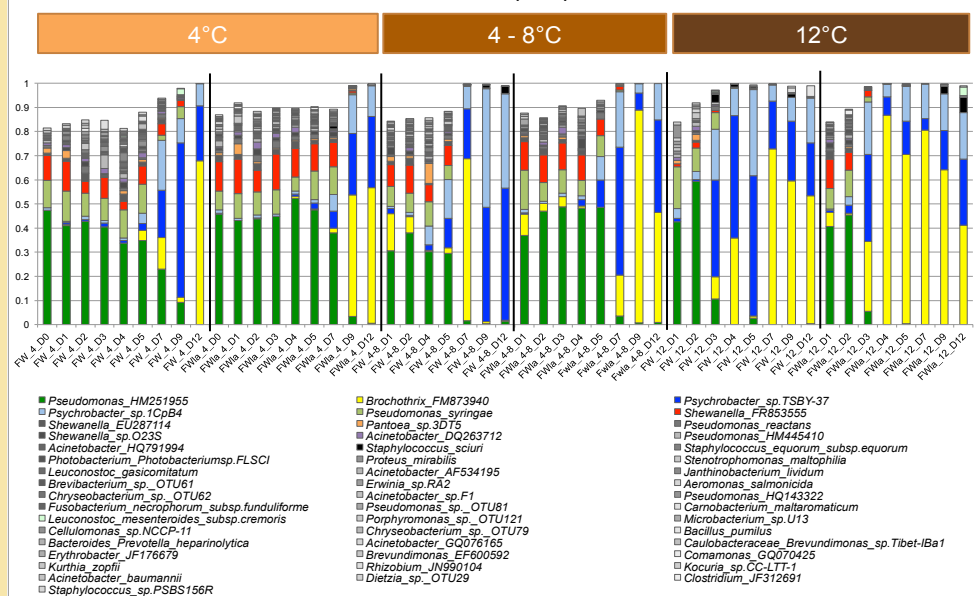 4°C 4 - 8°C 12°C
1
0.9
0.8
0.7
0.6
0.5
0.4
0.3
0.2
0.1
0
FW_4_D0 FW_4_D1 FW_4_D2 FW_4_D3 FW_4_D4 FW_4_D5 FW_4_D7 FW_4_D9 FW_4_D12 FWla_4_D0 FWla_4_D1 FWla_4_D2 FWla_4_D3 FWla_4_D4 FWla_4_D5 FWla_4_D7 FWla_4_D9 FWla_4_D12 FW_4-8_D1 FW_4-8_D2 FW_4-8_D4 FW_4-8_D5 FW_4-8_D7 FW_4-8_D9 FW_4-8_D12 FWla_4-8_D1 FWla_4-8_D2 FWla_4-8_D3 FWla_4-8_D4 FWla_4-8_D5 Fwla_4-8_D7 FWla_4-8_D9 Fwla_4-8_D12 FW_12_D1 FW_12_D2 FW_12_D3 FW_12_D4 FW_12_D5 FW_12_D7 FW_12_D9 FW_12_D12 FWla_12_D1 FWla_12_D2 FWla_12_D3 FWla_12_D4 FWla_12_D5 FWla_12_D7 FWla_12_D9 FWla_12_D12
Pseudomonas_HM251955 Brochothrix_FM873940 Psychrobacter_sp.TSBY-37
Psychrobacter_sp.1CpB4 Pseudomonas_syringae Shewanella_FR853555
Shewanella_EU287114 Pantoea_sp.3DT5 Pseudomonas_reactans
Shewanella_sp.O23S Acinetobacter_DQ263712 Pseudomonas_HM445410
Acinetobacter_HQ791994 Staphylococcus_sciuri Staphylococcus_equorum_subsp.equorum
Photobacterium_Photobacteriumsp.FLSCI Proteus_mirabilis Stenotrophomonas_maltophilia
Leuconostoc_gasicomitatum Acinetobacter_AF534195 Janthinobacterium_lividum
Brevibacterium_sp._OTU61 Erwinia_sp.RA2 Aeromonas_salmonicida
Chryseobacterium_sp._OTU62 Acinetobacter_sp.F1 Pseudomonas_HQ143322
Fusobacterium_necrophorum_subsp.funduliforme Pseudomonas_sp._OTU81 Carnobacterium_maltaromaticum
Leuconostoc_mesenteroides_subsp.cremoris Porphyromonas_sp._OTU121 Microbacterium_sp.U13
Cellulomonas_sp.NCCP-11 Chryseobacterium_sp._OTU79 Bacillus_pumilus
Bacteroides_Prevotella_heparinolytica Acinetobacter_GQ076165 Caulobacteraceae_Brevundimonas_sp.Tibet-IBa1
Erythrobacter_JF176679 Brevundimonas_EF600592 Comamonas_GQ070425
Kurthia_zopfii Rhizobium_JN990104 Kocuria_sp.CC-LTT-1
Acinetobacter_baumannii Dietzia_sp._OTU29 Clostridium_JF312691
Staphylococcus_sp.PSBS156R